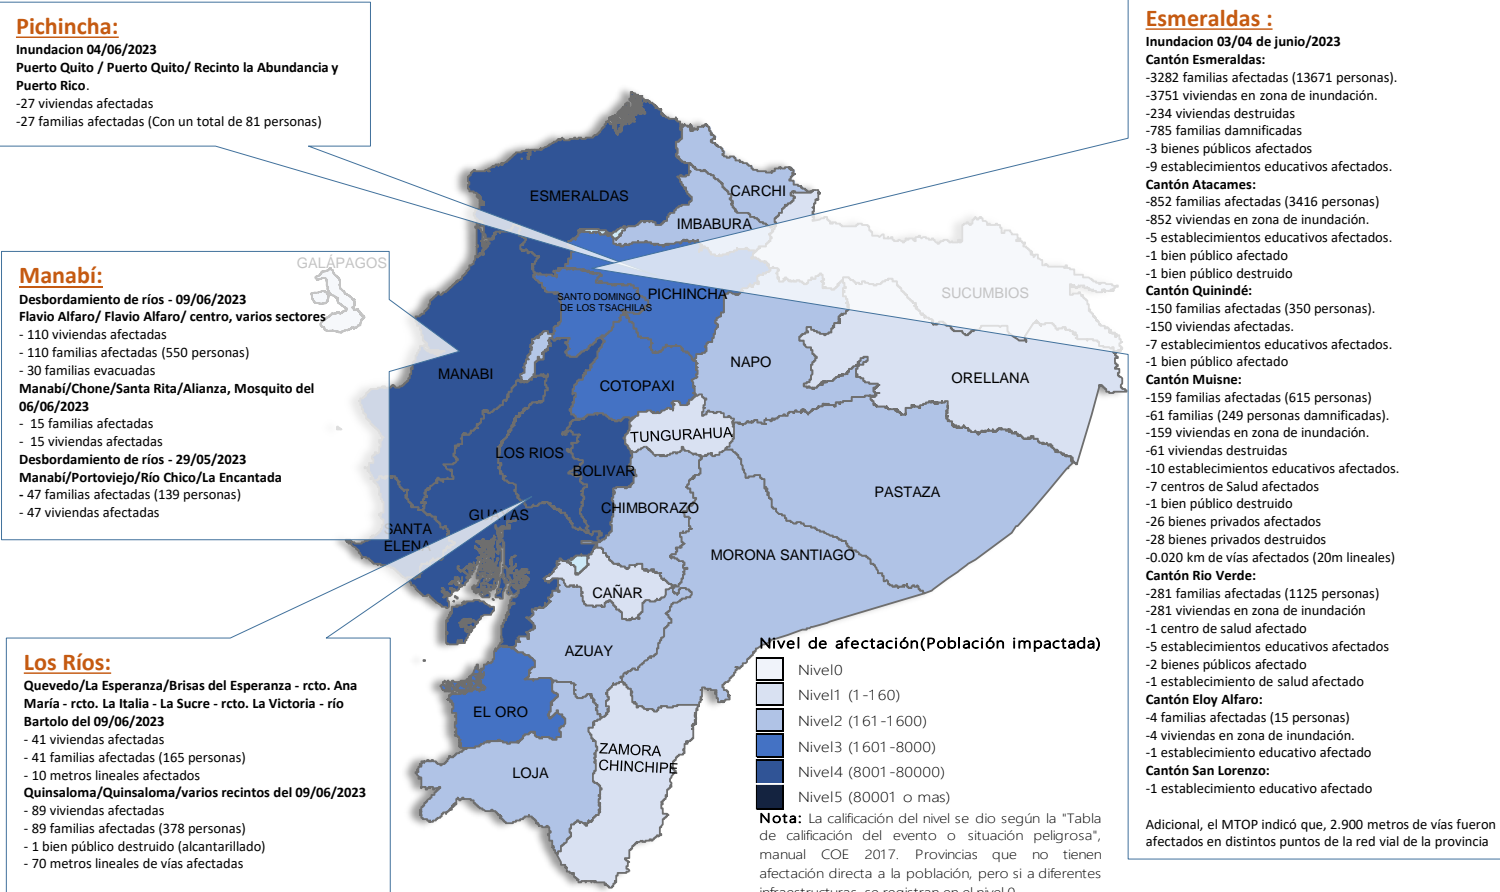 Pichincha:
Inundacion 04/06/2023
Puerto Quito / Puerto Quito/ Recinto la Abundancia y
Puerto Rico.
-27 viviendas afectadas
-27 familias afectadas (Con un total de 81 personas)
Manabí:
Desbordamiento de ríos - 09/06/2023
Flavio Alfaro/ Flavio Alfaro/ centro, varios sectores
- 110 viviendas afectadas
- 110 familias afectadas (550 personas)
- 30 familias evacuadas
Manabí/Chone/Santa Rita/Alianza, Mosquito del
06/06/2023
- 15 familias afectadas
- 15 viviendas afectadas
Desbordamiento de ríos - 29/05/2023
Manabí/Portoviejo/Río Chico/La Encantada
- 47 familias afectadas (139 personas)
- 47 viviendas afectadas
Los Ríos:
Quevedo/La Esperanza/Brisas del Esperanza - rcto. Ana
María - rcto. La Italia - La Sucre - rcto. La Victoria - río
Bartolo del 09/06/2023
- 41 viviendas afectadas
- 41 familias afectadas (165 personas)
- 10 metros lineales afectados
Quinsaloma/Quinsaloma/varios recintos del 09/06/2023
- 89 viviendas afectadas
- 89 familias afectadas (378 personas)
- 1 bien público destruido (alcantarillado)
- 70 metros lineales de vías afectadas
GALÁPAGOS
ESMERALDAS
CARCHI
IMBABURA
SUCUMBIOS
SANTO DOMINGO
DE LOS TSACHILAS
PICHINCHA
NAPO
ORELLANA
MANABI
COTOPAXI
TUNGURAHUA
LOS RIOS
BOLIVAR
PASTAZA
CHIMBORAZO
GUAYAS
SANTA
ELENA
MORONA SANTIAGO
CAÑAR
AZUAY
EL ORO
LOJA
ZAMORA
CHINCHIPE
Nivel de afectación(Población impactada)
Nivel0
Nivel1 (1-160)
Nivel2 (161-1600)
Nivel3 (1601-8000)
Nivel4 (8001-80000)
Nivel5 (80001 o mas)
Nota: La calificación del nivel se dio según la "Tabla
de calificación del evento o situación peligrosa",
manual COE 2017. Provincias que no tienen
afectación directa a la población, pero si a diferentes
infraestructuras, se registran en el nivel 0
Esmeraldas :
Inundacion 03/04 de junio/2023
Cantón Esmeraldas:
-3282 familias afectadas (13671 personas).
-3751 viviendas en zona de inundación.
-234 viviendas destruidas
-785 familias damnificadas
-3 bienes públicos afectados
-9 establecimientos educativos afectados.
Cantón Atacames:
-852 familias afectadas (3416 personas)
-852 viviendas en zona de inundación.
-5 establecimientos educativos afectados.
-1 bien público afectado
-1 bien público destruido
Cantón Quinindé:
-150 familias afectadas (350 personas).
-150 viviendas afectadas.
-7 establecimientos educativos afectados.
-1 bien público afectado
Cantón Muisne:
-159 familias afectadas (615 personas)
-61 familias (249 personas damnificadas).
-159 viviendas en zona de inundación.
-61 viviendas destruidas
-10 establecimientos educativos afectados.
-7 centros de Salud afectados
-1 bien público destruido
-26 bienes privados afectados
-28 bienes privados destruidos
-0.020 km de vías afectados (20m lineales)
Cantón Rio Verde:
-281 familias afectadas (1125 personas)
-281 viviendas en zona de inundación
-1 centro de salud afectado
-5 establecimientos educativos afectados
-2 bienes públicos afectado
-1 establecimiento de salud afectado
Cantón Eloy Alfaro:
-4 familias afectadas (15 personas)
-4 viviendas en zona de inundación.
-1 establecimiento educativo afectado
Cantón San Lorenzo:
-1 establecimiento educativo afectado
Adicional, el MTOP indicó que, 2.900 metros de vías fueron
afectados en distintos puntos de la red vial de la provincia